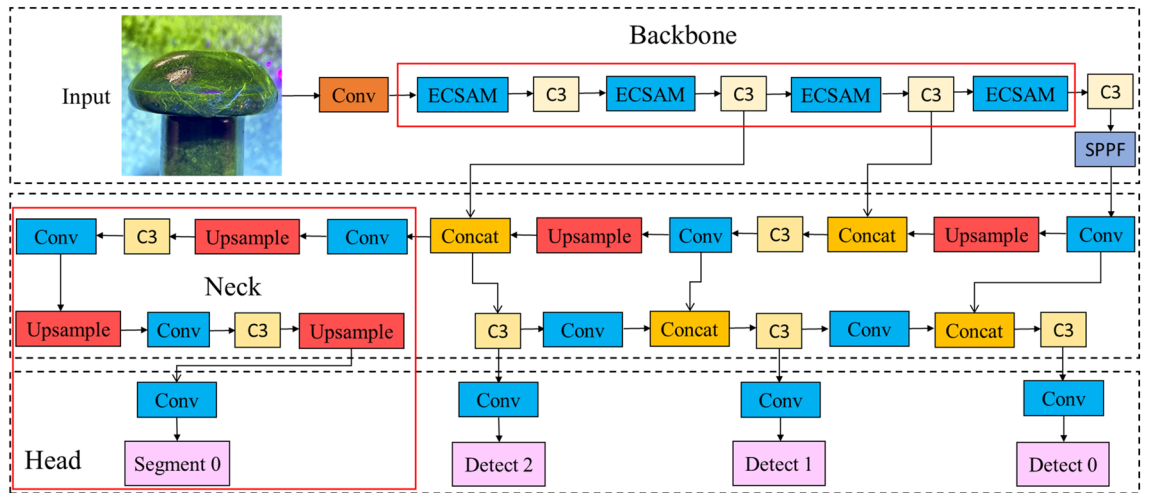 Backbone
Input
Conv
ECSAM
C3
ECSAM
C3
ECSAM
C3
ECSAM
C3
SPPF
Conv
C3
Upsample
Conv
Concat
Upsample
Conv
C3
Concat
Upsample
Conv
Neck
Upsample
Conv
C3
Upsample
C3
Conv
Concat
C3
Conv
Concat
C3
Conv
Conv
Conv
Conv
Head
Segment 0
Detect 2
Detect 1
Detect 0